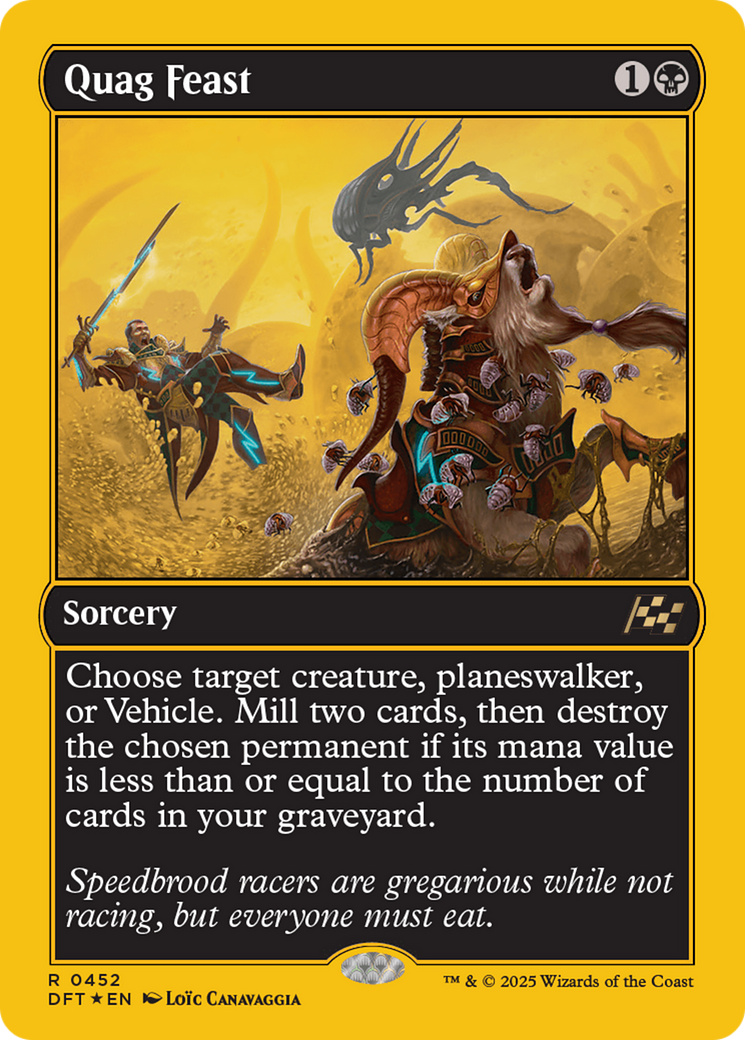 Quag Feast
1
Sorcery
Choose target creature, planeswalker,
or Vehicle. Mill two cards, then destroy
the chosen permanent if its mana value
is less than or equal to the number of
cards in your graveyard.
Speedbrood racers are gregarious while not
racing, but everyone must eat.
R 0452
™ & © 2025 Wizards of the Coast
DFT★EN Loïc Canavaggia